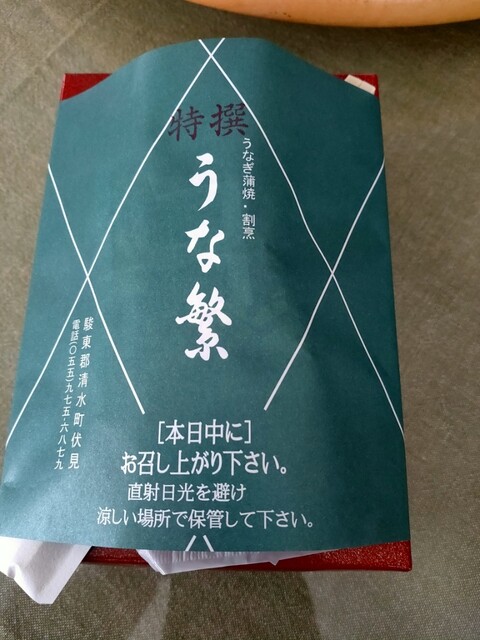 特撰
うなぎ蒲焼・割烹
うな繁
駿東郡清水町伏見
電話(〇五五)九七五-六八七九
[本日中に]
お召し上がり下さい。
直射日光を避け
涼しい場所で保管して下さい。